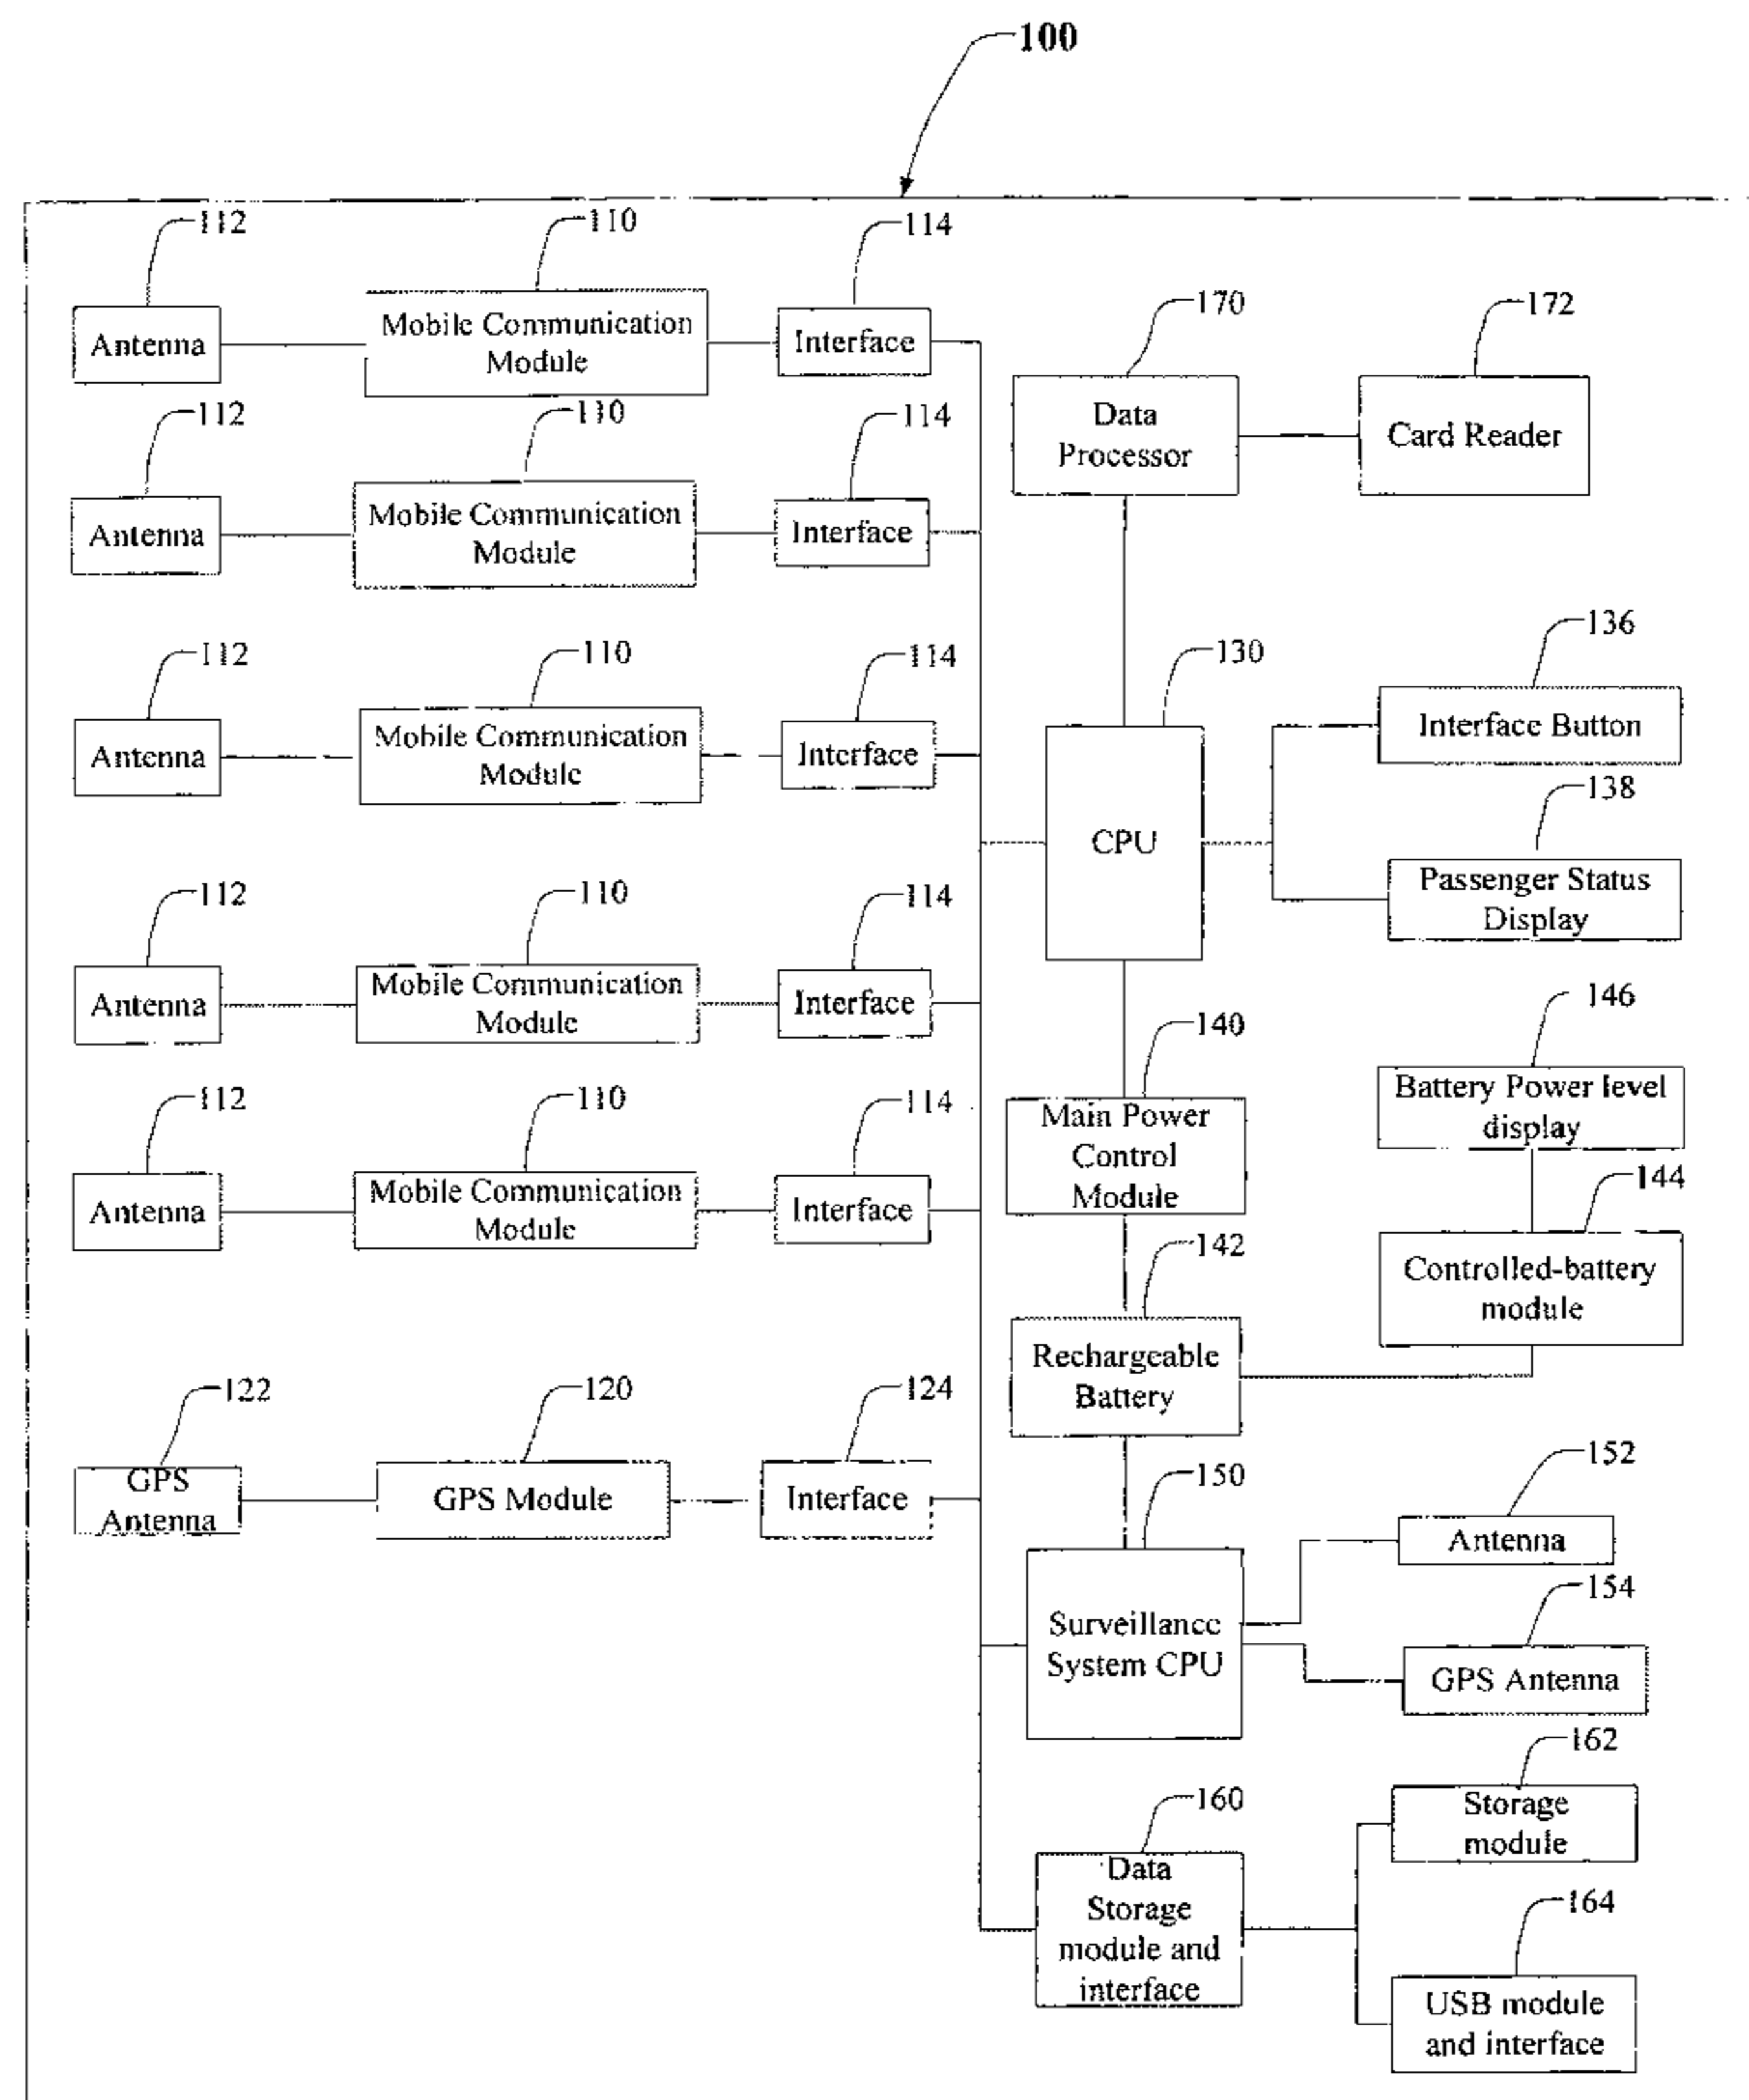 100
112
110
114
Antenna
Mobile Communication
Module
Interface
170
172
Data
Processor
Card Reader
112
110
114
Antenna
Mobile Communication
Module
Interface
112
110
114
Antenna
Mobile Communication
Module
Interface
130
CPU
136
Interface Button
138
Passenger Status
Display
112
110
114
Antenna
Mobile Communication
Module
Interface
140
Main Power
Control
Module
146
Battery Power level
display
112
110
114
Antenna
Mobile Communication
Module
Interface
144
Controlled-battery
module
142
Rechargeable
Battery
122
120
124
GPS
Antenna
GPS Module
Interface
150
Surveillance
System CPU
152
Antenna
154
GPS Antenna
160
Data
Storage
module and
interface
162
Storage
module
164
USB module
and interface